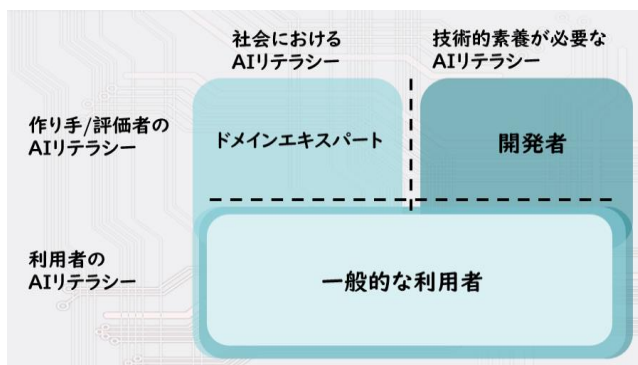 社会における
AIリテラシー
技術的素養が必要な
AIリテラシー
作り手/評価者の
AIリテラシー
ドメインエキスパート
開発者
利用者の
AIリテラシー
一般的な利用者